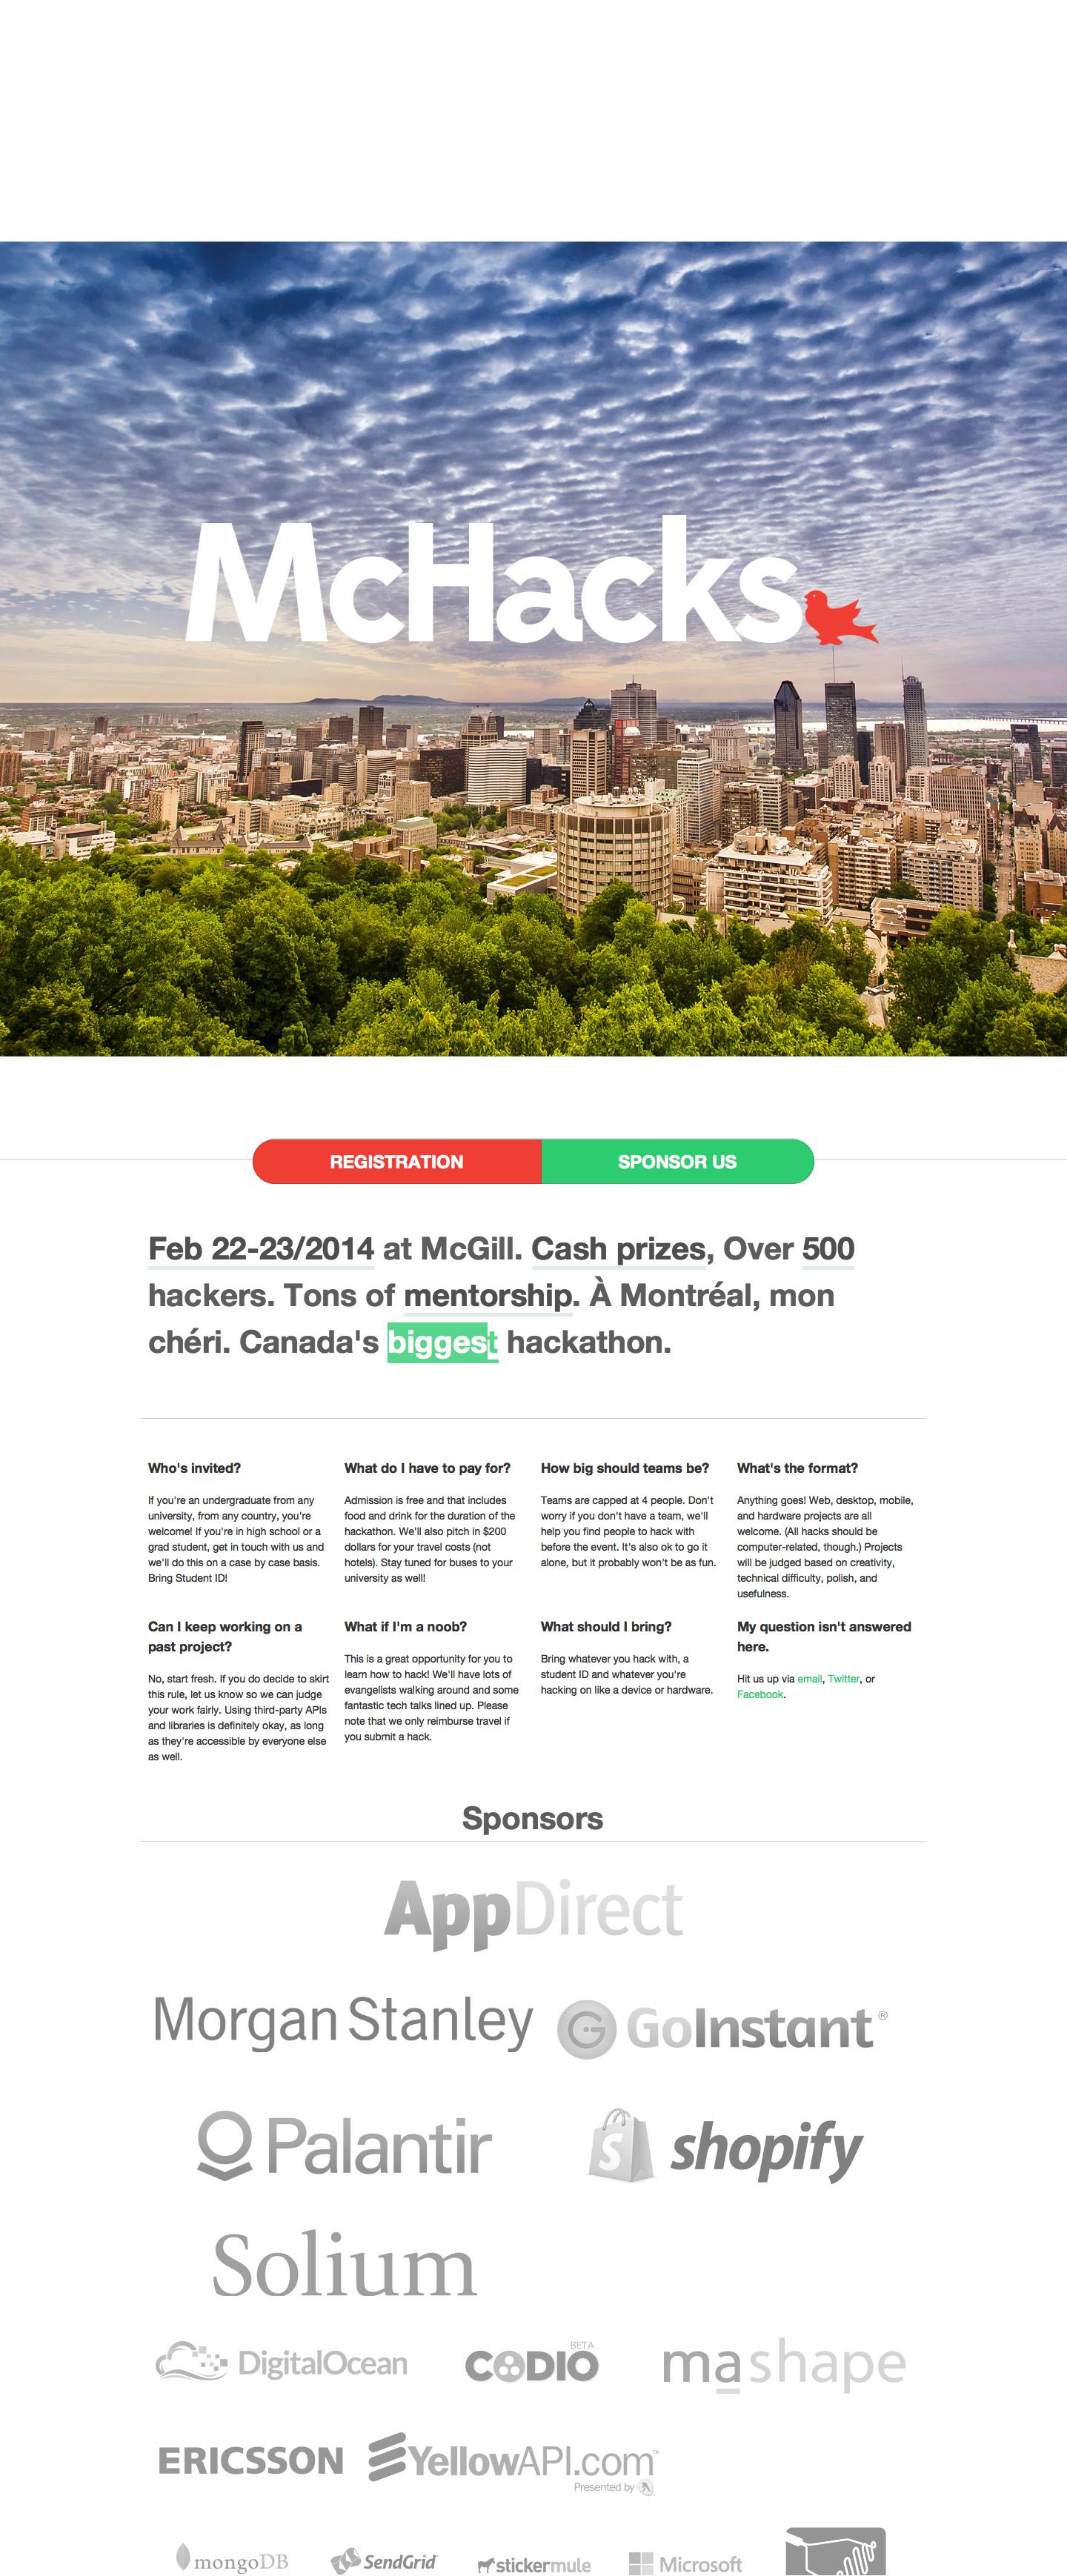 McHacks
REGISTRATION
SPONSOR US
Feb 22-23/2014 at McGill. Cash prizes, Over 500
hackers. Tons of mentorship. À Montréal, mon
chéri. Canada's biggest hackathon.
Who's invited?
If you're an undergraduate from any
university, from any country, you're
welcome! If you're in high school or a
grad student, get in touch with us and
we'll do this on a case by case basis.
Bring Student ID!
What do I have to pay for?
Admission is free and that includes
food and drink for the duration of the
hackathon. We'll also pitch in $200
dollars for your travel costs (not
hotels). Stay tuned for buses to your
university as well!
How big should teams be?
Teams are capped at 4 people. Don't
worry if you don't have a team, we'll
help you find people to hack with
before the event. It's also ok to go it
alone, but it probably won't be as fun.
What's the format?
Anything goes! Web, desktop, mobile,
and hardware projects are all
welcome. (All hacks should be
computer-related, though.) Projects
will be judged based on creativity,
technical difficulty, polish, and
usefulness.
Can I keep working on a
past project?
No, start fresh. If you do decide to skirt
this rule, let us know so we can judge
your work fairly. Using third-party APIs
and libraries is definitely okay, as long
as they're accessible by everyone else
as well.
What if I'm a noob?
This is a great opportunity for you to
learn how to hack! We'll have lots of
evangelists walking around and some
fantastic tech talks lined up. Please
note that we only reimburse travel if
you submit a hack.
What should I bring?
Bring whatever you hack with, a
student ID and whatever you're
hacking on like a device or hardware.
My question isn't answered
here.
Hit us up via email, Twitter, or
Facebook.
Sponsors
AppDirect
Morgan Stanley
GoInstant ®
Palantir
shopify
Solium
DigitalOcean
CODIO BETA
mashape
ERICSSON
YellowAPI.com™
Presented by
mongoDB
SendGrid
stickermule
Microsoft